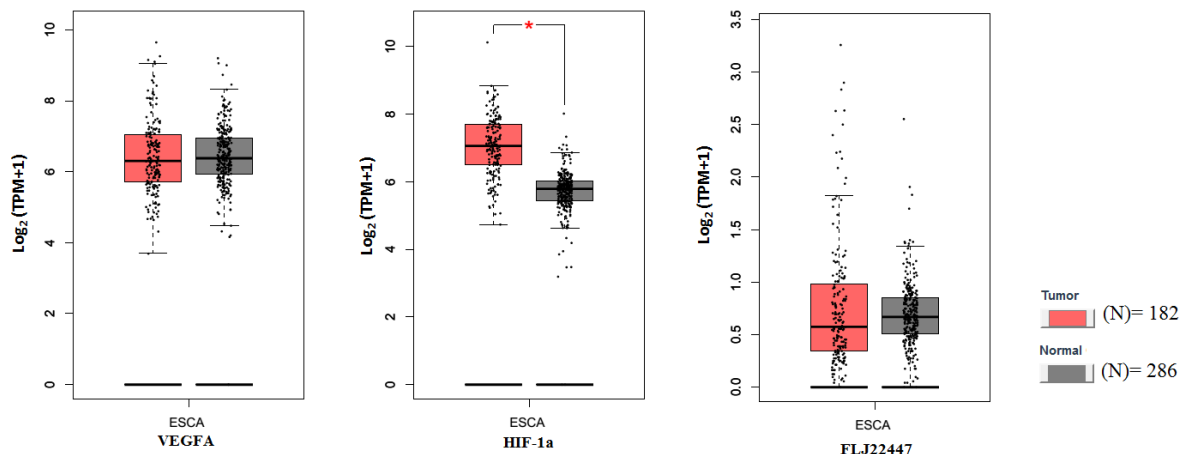 Log₂ (TPM+1)
10
8
6
4
2
0
ESCA
VEGFA
Log₂ (TPM+1)
*
10
8
6
4
2
0
ESCA
HIF-1a
Log₂ (TPM+1)
3.5
3.0
2.5
2.0
1.5
1.0
0.5
0.0
ESCA
FLJ22447
Tumor
(N)= 182
Normal
(N)= 286